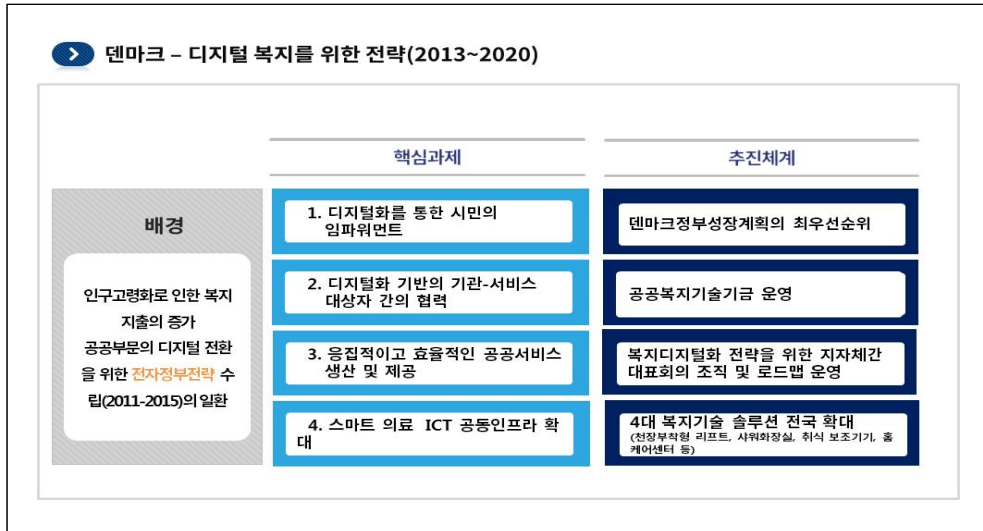 덴마크 – 디지털 복지를 위한 전략(2013~2020)
핵심과제
추진체계
배경
인구고령화로 인한 복지
지출의 증가
공공부문의 디지털 전환
을 위한 전자정부전략 수
립(2011-2015)의 일환
1. 디지털화를 통한 시민의
임파워먼트
2. 디지털화 기반의 기관-서비스
대상자 간의 협력
3. 응집적이고 효율적인 공공서비스
생산 및 제공
4. 스마트 의료 ICT 공동인프라 확
대
덴마크정부성장계획의 최우선순위
공공복지기술기금 운영
복지디지털화 전략을 위한 지자체간
대표회의 조직 및 로드맵 운영
4대 복지기술 솔루션 전국 확대
(천장부착형 리프트, 샤워화장실, 취식 보조기기, 홈
케어센터 등)